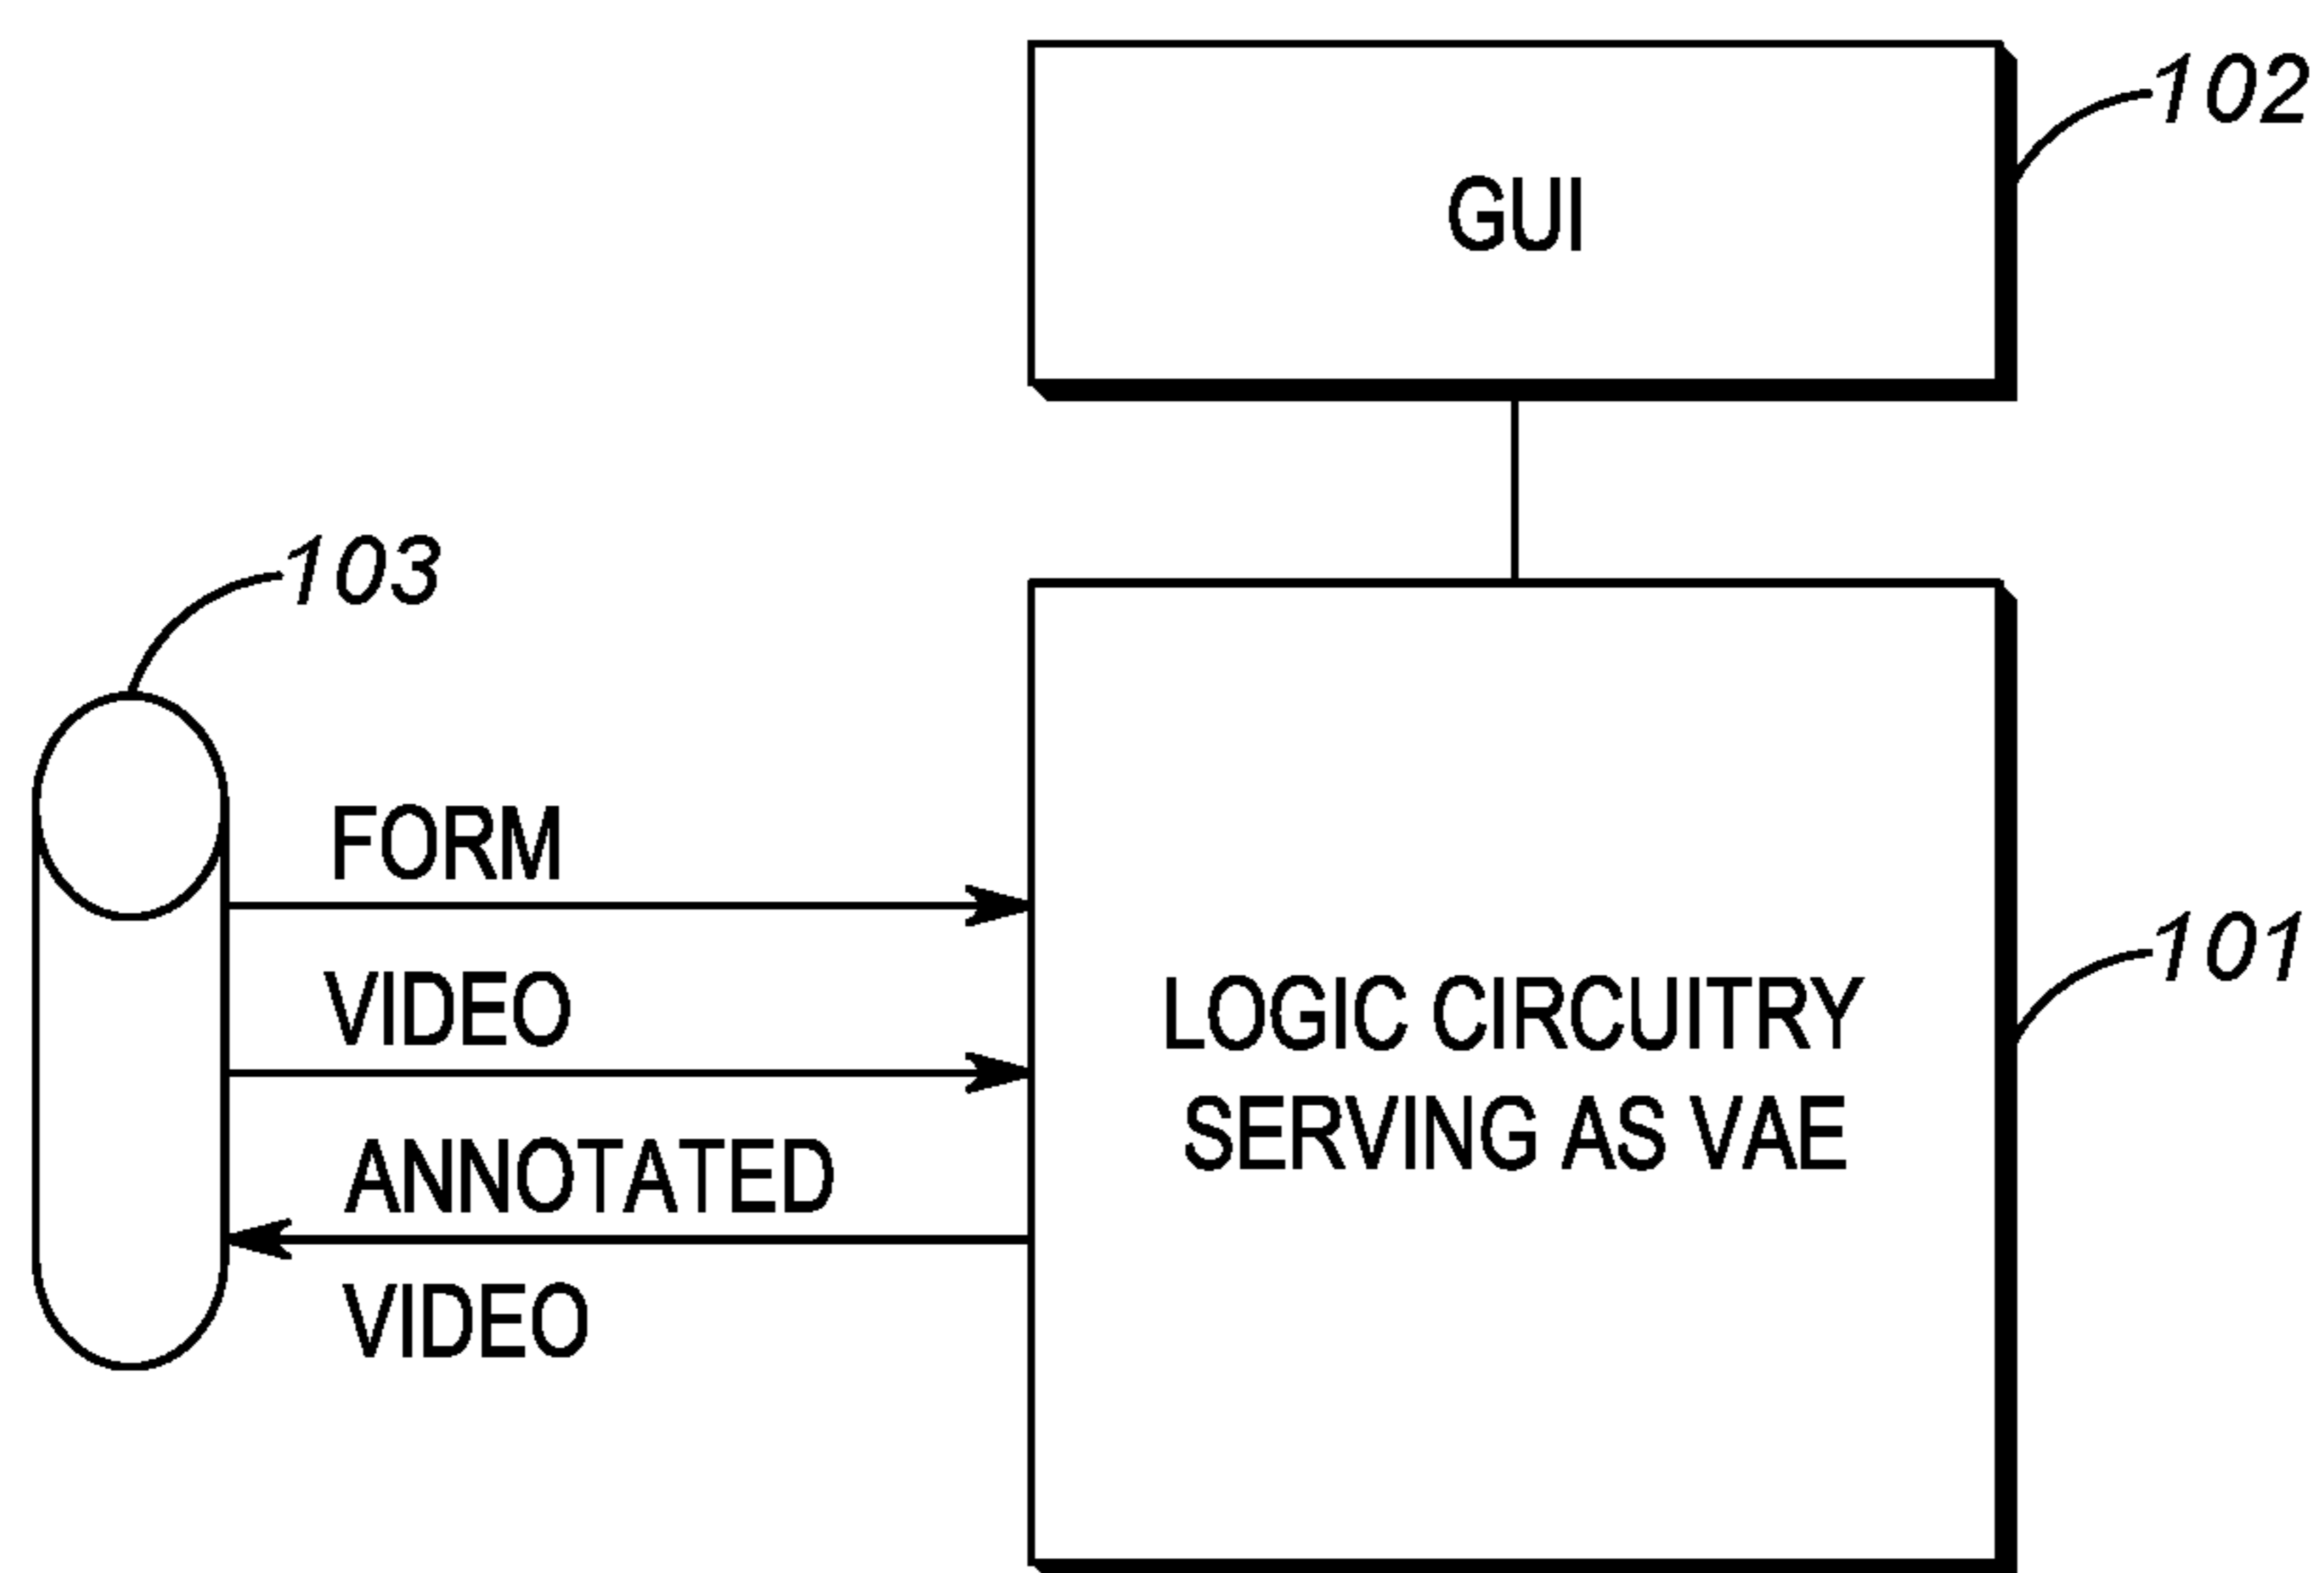 102
GUI
103
FORM
VIDEO
ANNOTATED
VIDEO
LOGIC CIRCUITRY
SERVING AS VAE
101